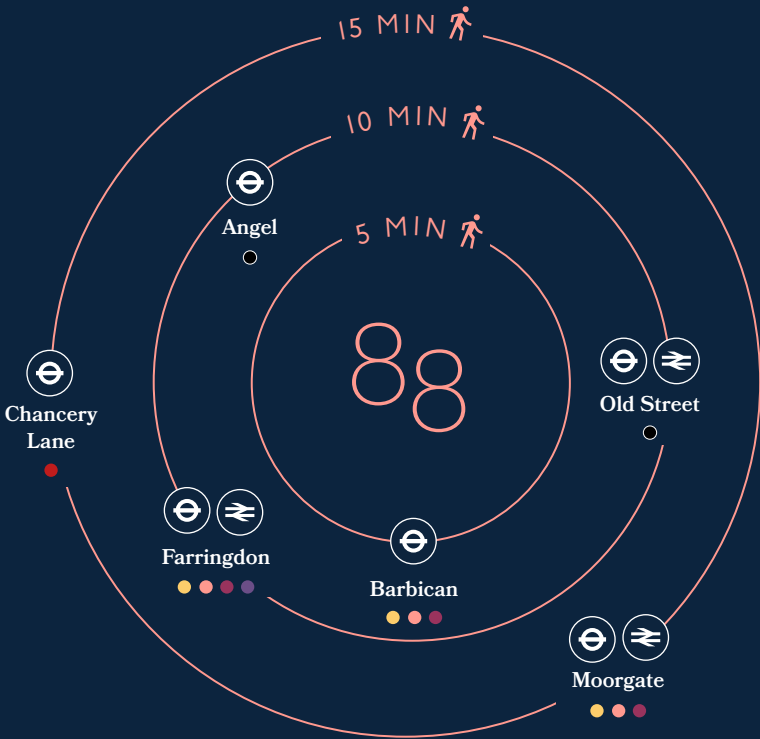 15 MIN
10 MIN
Angel
5 MIN
88
Chancery
Lane
Old Street
Farringdon
Barbican
Moorgate